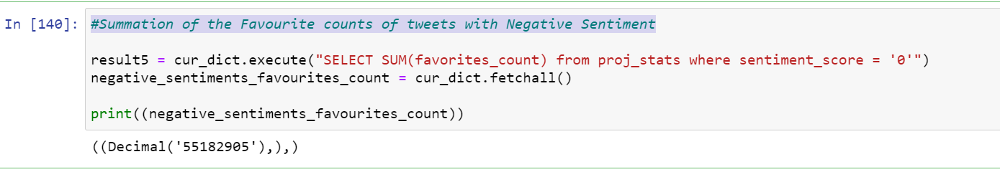 In [140]: #Summation of the Favourite counts of tweets with Negative Sentiment
result5 = cur_dict.execute("SELECT SUM(favorites_count) from proj_stats where sentiment_score = '0'")
negative_sentiments_favourites_count = cur_dict.fetchall()
print((negative_sentiments_favourites_count))
((Decimal('55182905'),),)